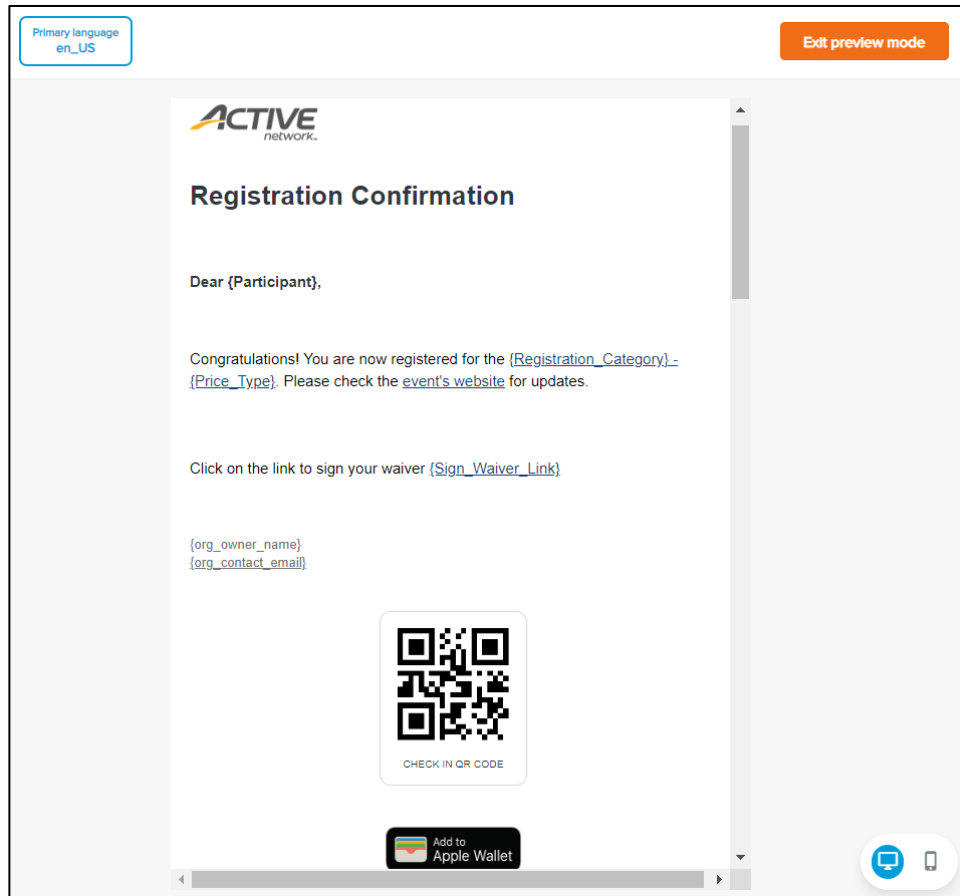 Primary language
en_US
Exit preview mode
ACTIVE
network.
Registration Confirmation
Dear {Participant},
Congratulations! You are now registered for the {Registration_Category} -
{Price_Type}. Please check the event's website for updates.
Click on the link to sign your waiver {Sign_Waiver_Link}
{org_owner_name}
{org_contact_email}
CHECK IN QR CODE
Add to
Apple Wallet